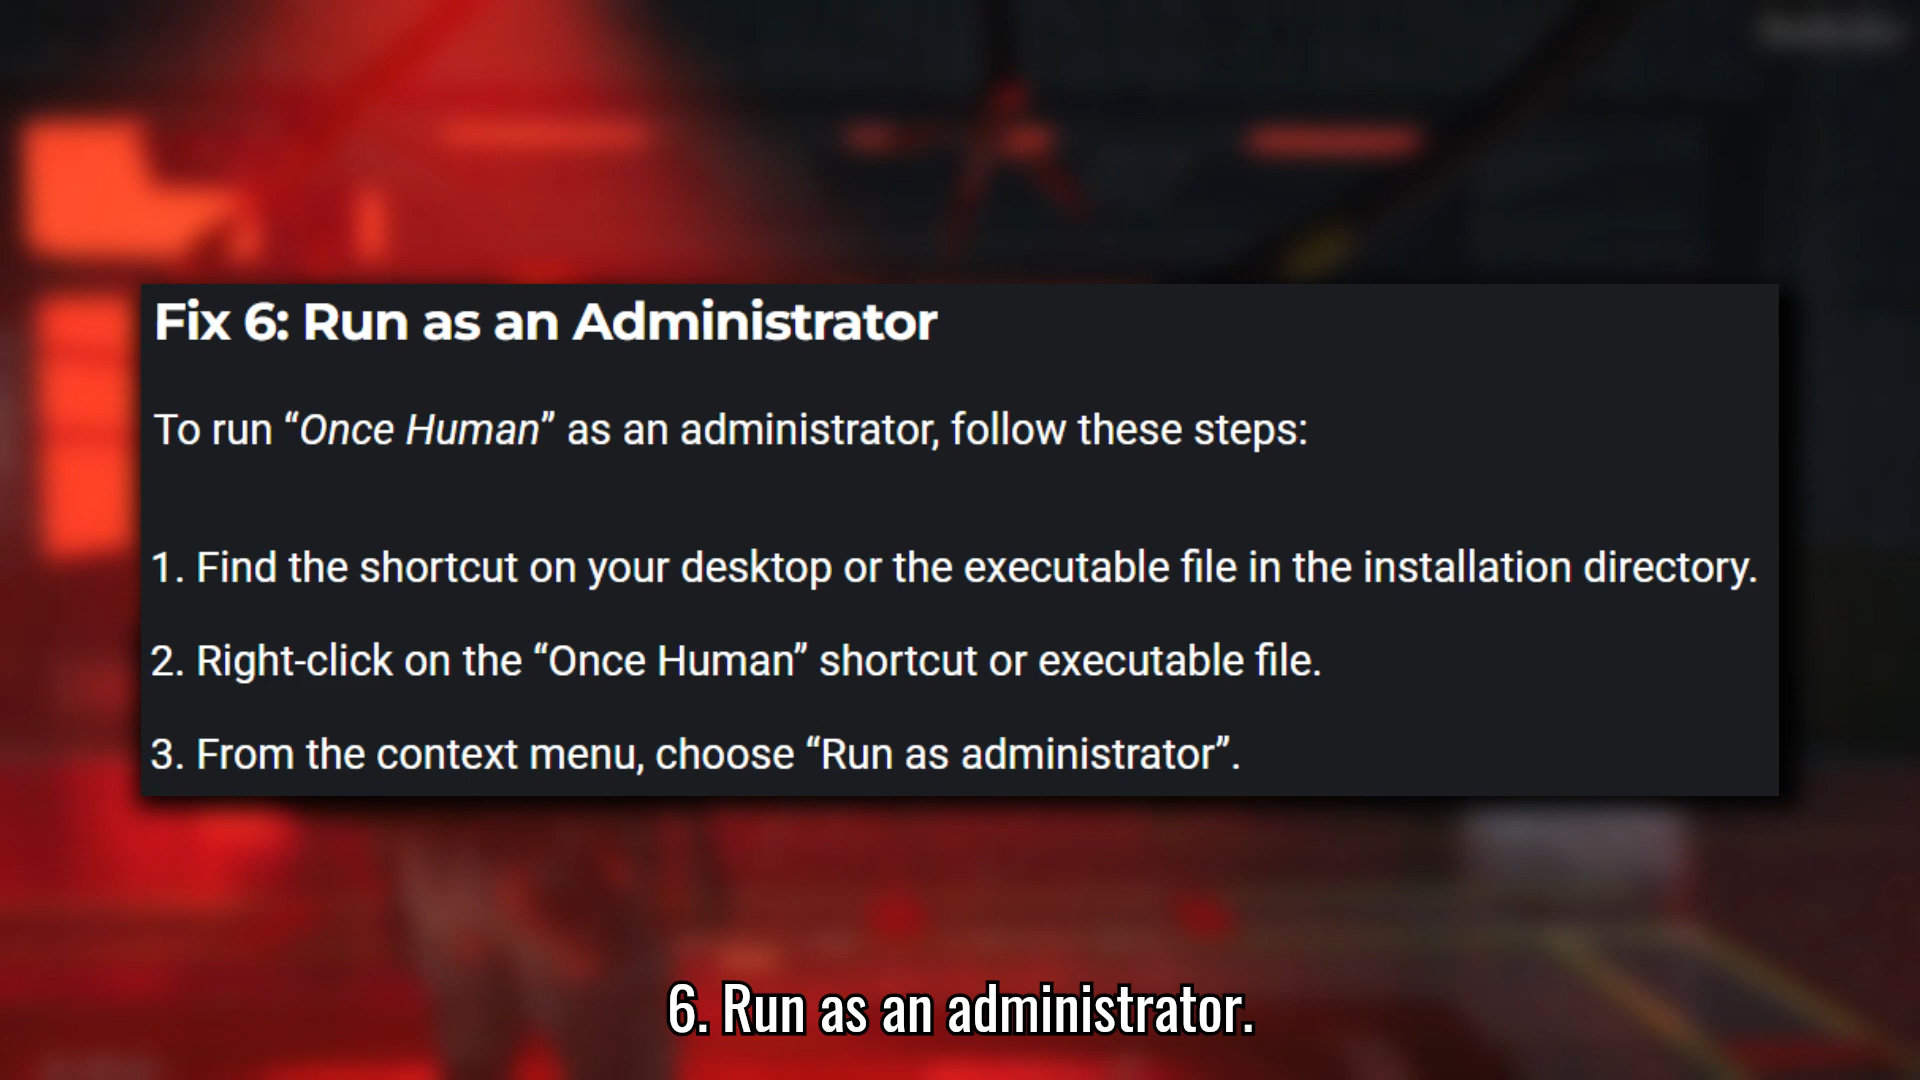 Fix 6: Run as an Administrator
To run “Once Human” as an administrator, follow these steps:
1. Find the shortcut on your desktop or the executable file in the installation directory.
2. Right-click on the “Once Human” shortcut or executable file.
3. From the context menu, choose “Run as administrator”.
6. Run as an administrator.